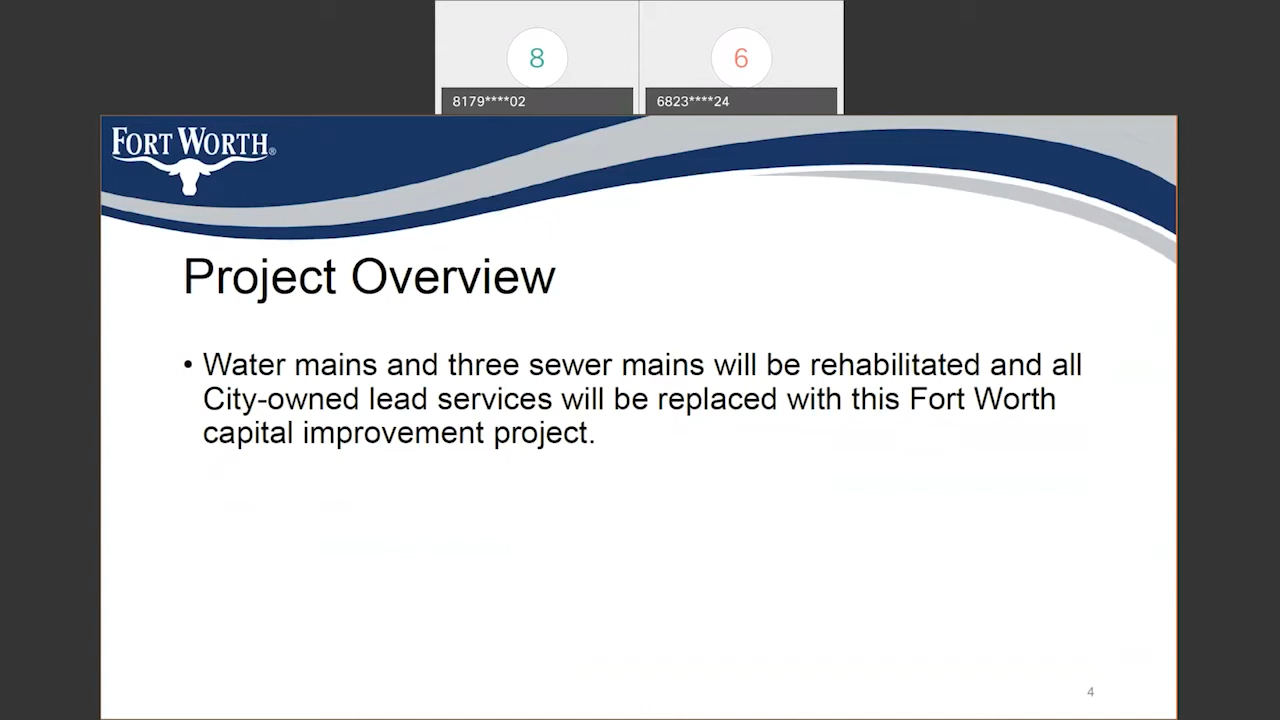 8
6
8179****02
6823****24
FORT WORTH®
Project Overview
• Water mains and three sewer mains will be rehabilitated and all
City-owned lead services will be replaced with this Fort Worth
capital improvement project.
4